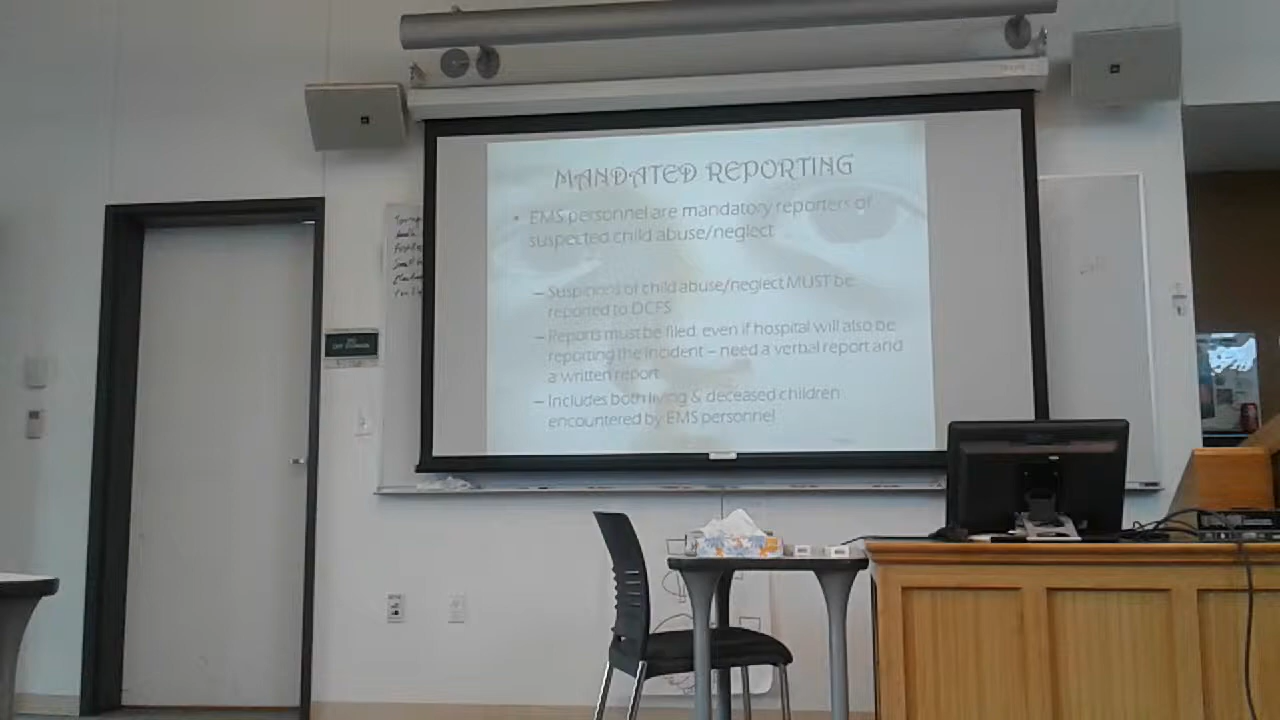 MANDATED REPORTING
• EMS personnel are mandatory reporters of
suspected child abuse/neglect
– Suspicions of child abuse/neglect MUST be
reported to DCFS
– Reports must be filed, even if hospital will also be
reporting the incident – need a verbal report and
a written report
– Includes both living & deceased children
encountered by EMS personnel